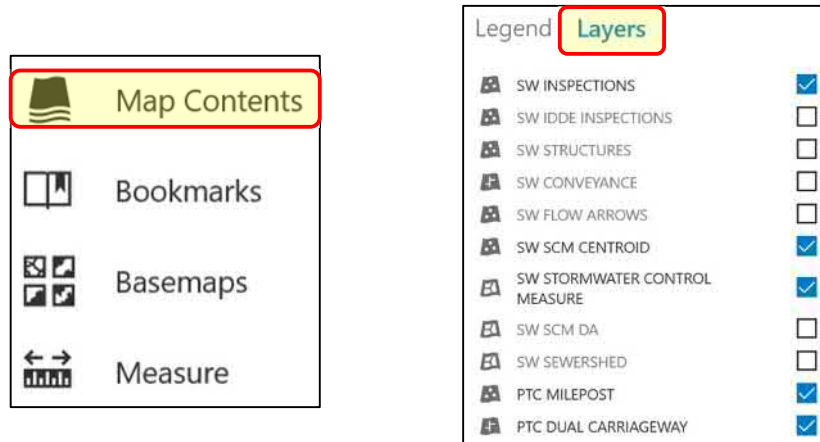 Map Contents
Bookmarks
Basemaps
Measure
Legend Layers
SW INSPECTIONS
SW IDDE INSPECTIONS
SW STRUCTURES
SW CONVEYANCE
SW FLOW ARROWS
SW SCM CENTROID
SW STORMWATER CONTROL
MEASURE
SW SCM DA
SW SEWERSHED
PTC MILEPOST
PTC DUAL CARRIAGEWAY